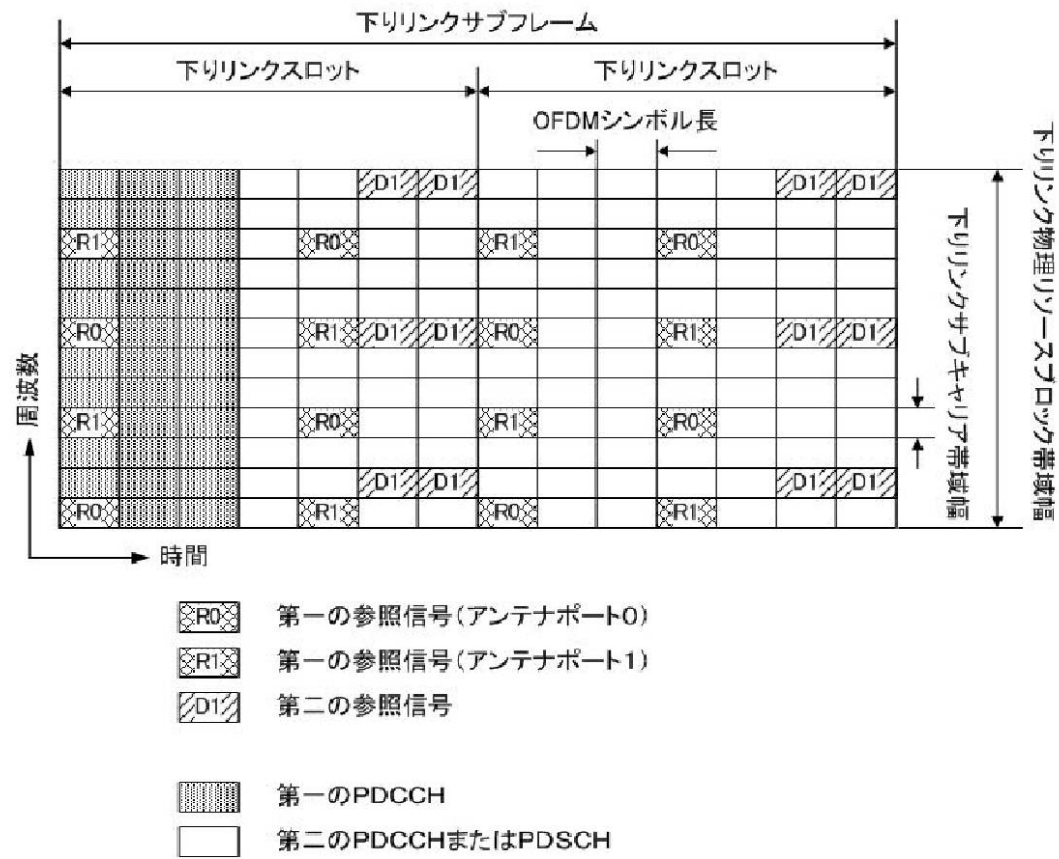 下りリンクサブフレーム
下りリンクスロット 下りリンクスロット
OFDMシンボル長
D1 D1 D1 D1
R1 R0 R1 R0
R0 R1 D1 D1 R0 R1 D1 D1
R1 R0 R1 R0
D1 D1 D1 D1
R0 R1 R0 R1
周波数
時間
下りリンクサブキャリア帯域幅
下りリンク物理リソースブロック帯域幅
R0 第一の参照信号(アンテナポート0)
R1 第一の参照信号(アンテナポート1)
D1 第二の参照信号
第一のPDCCH
第二のPDCCHまたはPDSCH